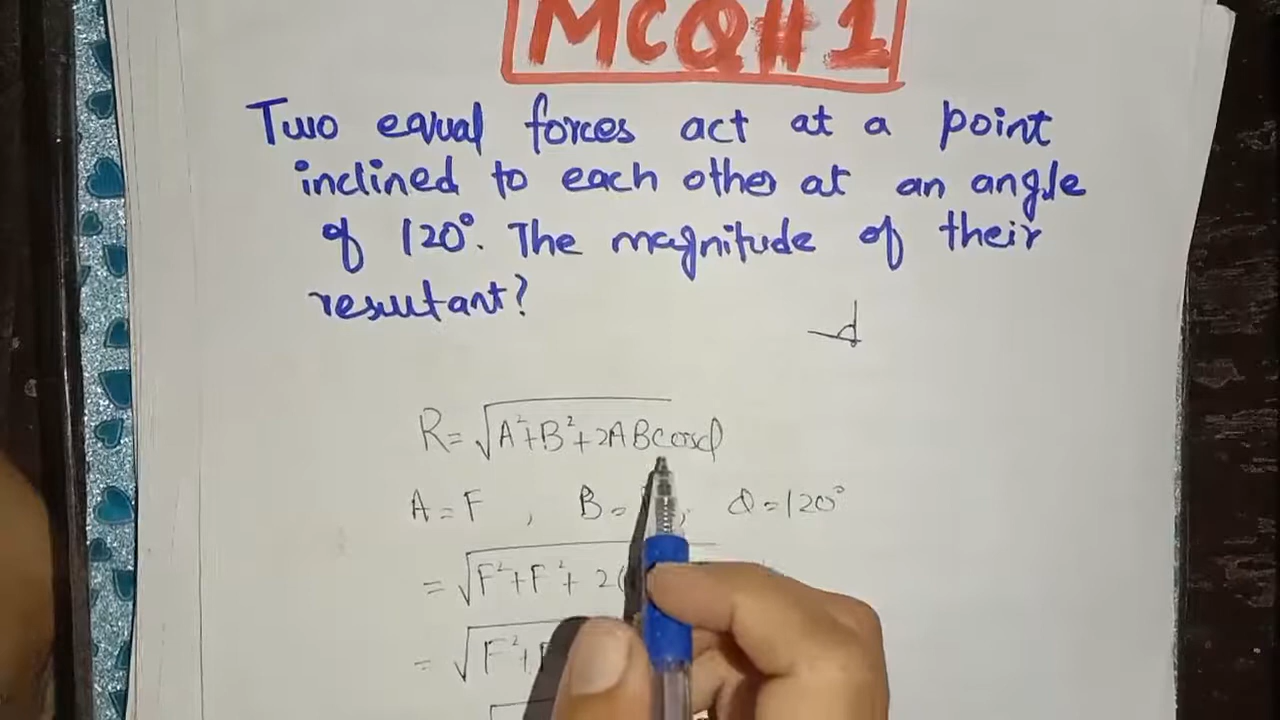 MCQ#1
Two equal forces act at a point
inclined to each other at an angle
of 120°. The magnitude of their
resultant?
R=√A²+B²+2ABcosθ
A=F , B= , θ=120°
=√F²+F²+2(
=√F²+